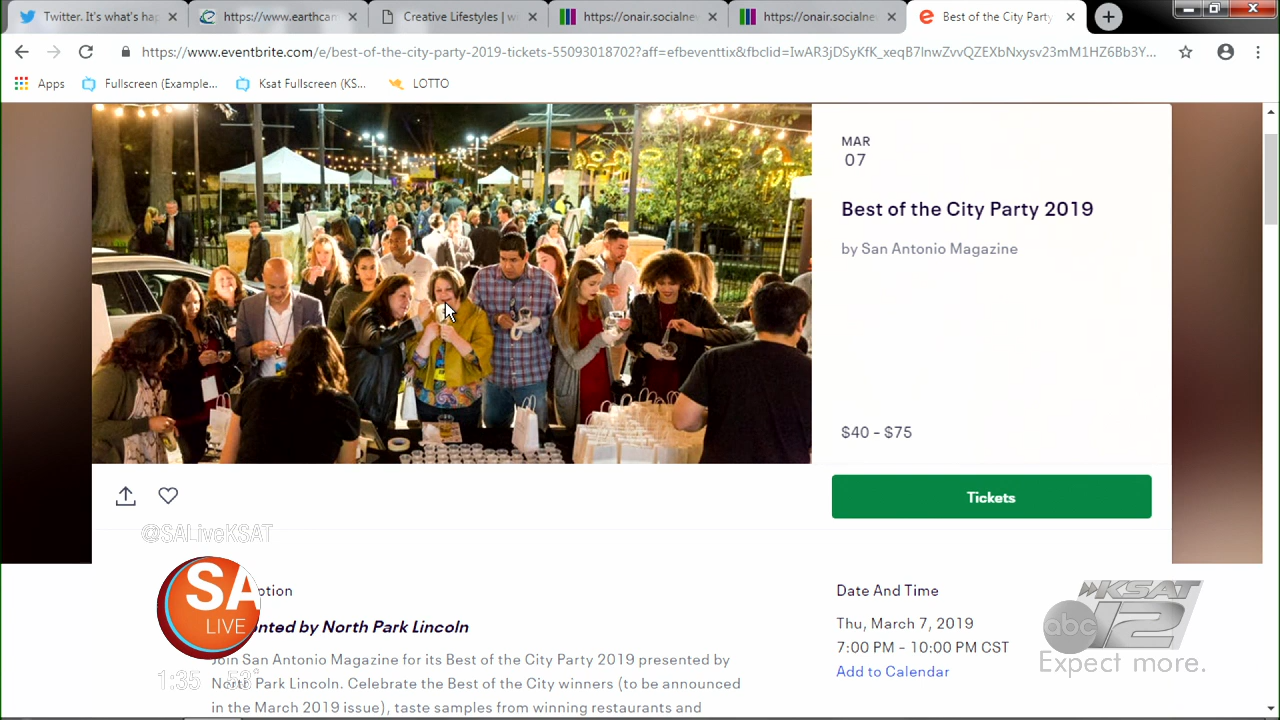 Twitter. It's what's ha
https://www.earthcam
Creative Lifestyles | w
https://onair.socialne
https://onair.socialne
Best of the City Party
https://www.eventbrite.com/e/best-of-the-city-party-2019-tickets-55093018702?aff=efbeventtix&fbclid=IwAR3jDSyKfK_xeqB7lnwZvvQZEXbNxysv23mM1HZ6Bb3Y...
Apps
Fullscreen (Example...
Ksat Fullscreen (KS...
LOTTO
MAR
07
Best of the City Party 2019
by San Antonio Magazine
$40 - $75
Tickets
@SALiveKSAT
ption
nted by North Park Lincoln
Join San Antonio Magazine for its Best of the City Party 2019 presented by
North Park Lincoln. Celebrate the Best of the City winners (to be announced
in the March 2019 issue), taste samples from winning restaurants and
Date And Time
Thu, March 7, 2019
7:00 PM – 10:00 PM CST
Add to Calendar
SA
LIVE
1:35
KSAT
abc 12
Expect more.